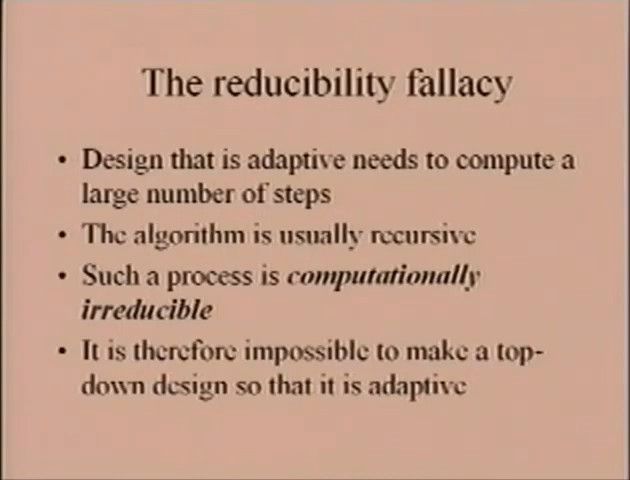 The reducibility fallacy
• Design that is adaptive needs to compute a
large number of steps
• The algorithm is usually recursive
• Such a process is computationally
irreducible
• It is therefore impossible to make a top-
down design so that it is adaptive